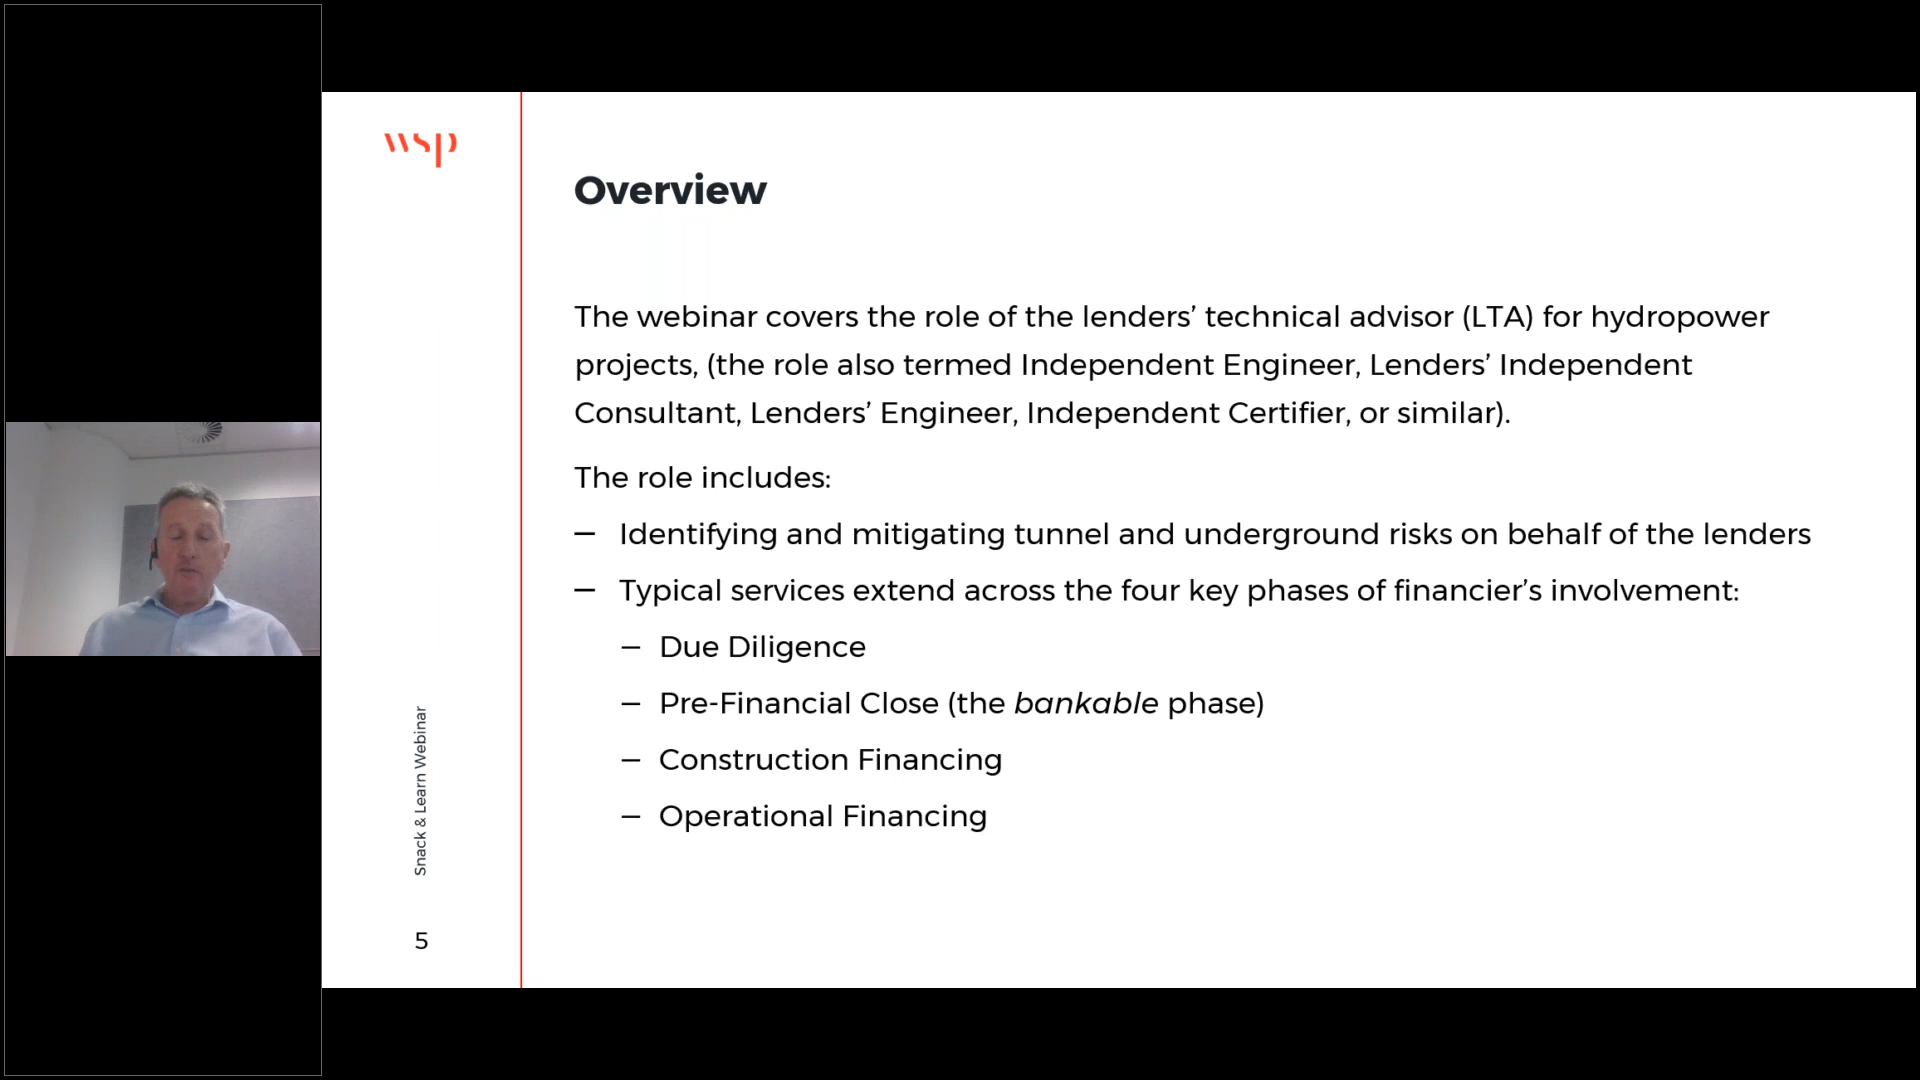 wsp
Overview
The webinar covers the role of the lenders’ technical advisor (LTA) for hydropower
projects, (the role also termed Independent Engineer, Lenders’ Independent
Consultant, Lenders’ Engineer, Independent Certifier, or similar).
The role includes:
— Identifying and mitigating tunnel and underground risks on behalf of the lenders
— Typical services extend across the four key phases of financier’s involvement:
— Due Diligence
— Pre-Financial Close (the bankable phase)
— Construction Financing
— Operational Financing
Snack & Learn Webinar
5